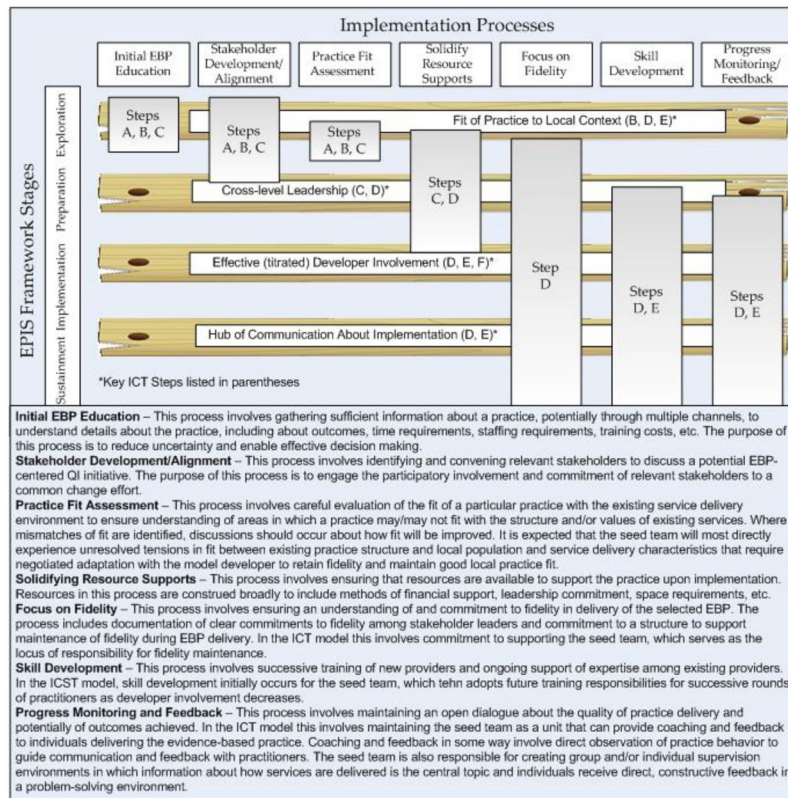 Implementation Processes
Initial EBP
Education
Stakeholder
Development/
Alignment
Practice Fit
Assessment
Solidify
Resource
Supports
Focus on
Fidelity
Skill
Development
Progress
Monitoring/
Feedback
EPIS Framework Stages
Exploration
Preparation
Implementation
Sustainment
Steps
A, B, C
Steps
A, B, C
Steps
A, B, C
Steps
C, D
Step
D
Steps
D, E
Steps
D, E
Fit of Practice to Local Context (B, D, E)*
Cross-level Leadership (C, D)*
Effective (titrated) Developer Involvement (D, E, F)*
Hub of Communication About Implementation (D, E)*
*Key ICT Steps listed in parentheses
Initial EBP Education – This process involves gathering sufficient information about a practice, potentially through multiple channels, to
understand details about the practice, including about outcomes, time requirements, staffing requirements, training costs, etc. The purpose of
this process is to reduce uncertainty and enable effective decision making.
Stakeholder Development/Alignment – This process involves identifying and convening relevant stakeholders to discuss a potential EBP-
centered QI initiative. The purpose of this process is to engage the participatory involvement and commitment of relevant stakeholders to a
common change effort.
Practice Fit Assessment – This process involves careful evaluation of the fit of a particular practice with the existing service delivery
environment to ensure understanding of areas in which a practice may/may not fit with the structure and/or values of existing services. Where
mismatches of fit are identified, discussions should occur about how fit will be improved. It is expected that the seed team will most directly
experience unresolved tensions in fit between existing practice structure and local population and service delivery characteristics that require
negotiated adaptation with the model developer to retain fidelity and maintain good local practice fit.
Solidifying Resource Supports – This process involves ensuring that resources are available to support the practice upon implementation.
Resources in this process are construed broadly to include methods of financial support, leadership commitment, space requirements, etc.
Focus on Fidelity – This process involves ensuring an understanding of and commitment to fidelity in delivery of the selected EBP. The
process includes documentation of clear commitments to fidelity among stakeholder leaders and commitment to a structure to support
maintenance of fidelity during EBP delivery. In the ICT model this involves commitment to supporting the seed team, which serves as the
locus of responsibility for fidelity maintenance.
Skill Development – This process involves successive training of new providers and ongoing support of expertise among existing providers.
In the ICST model, skill development initially occurs for the seed team, which tehn adopts future training responsibilities for successive rounds
of practitioners as developer involvement decreases.
Progress Monitoring and Feedback – This process involves maintaining an open dialogue about the quality of practice delivery and
potentially of outcomes achieved. In the ICT model this involves maintaining the seed team as a unit that can provide coaching and feedback
to individuals delivering the evidence-based practice. Coaching and feedback in some way involve direct observation of practice behavior to
guide communication and feedback with practitioners. The seed team is also responsible for creating group and/or individual supervision
environments in which information about how services are delivered is the central topic and individuals receive direct, constructive feedback in
a problem-solving environment.